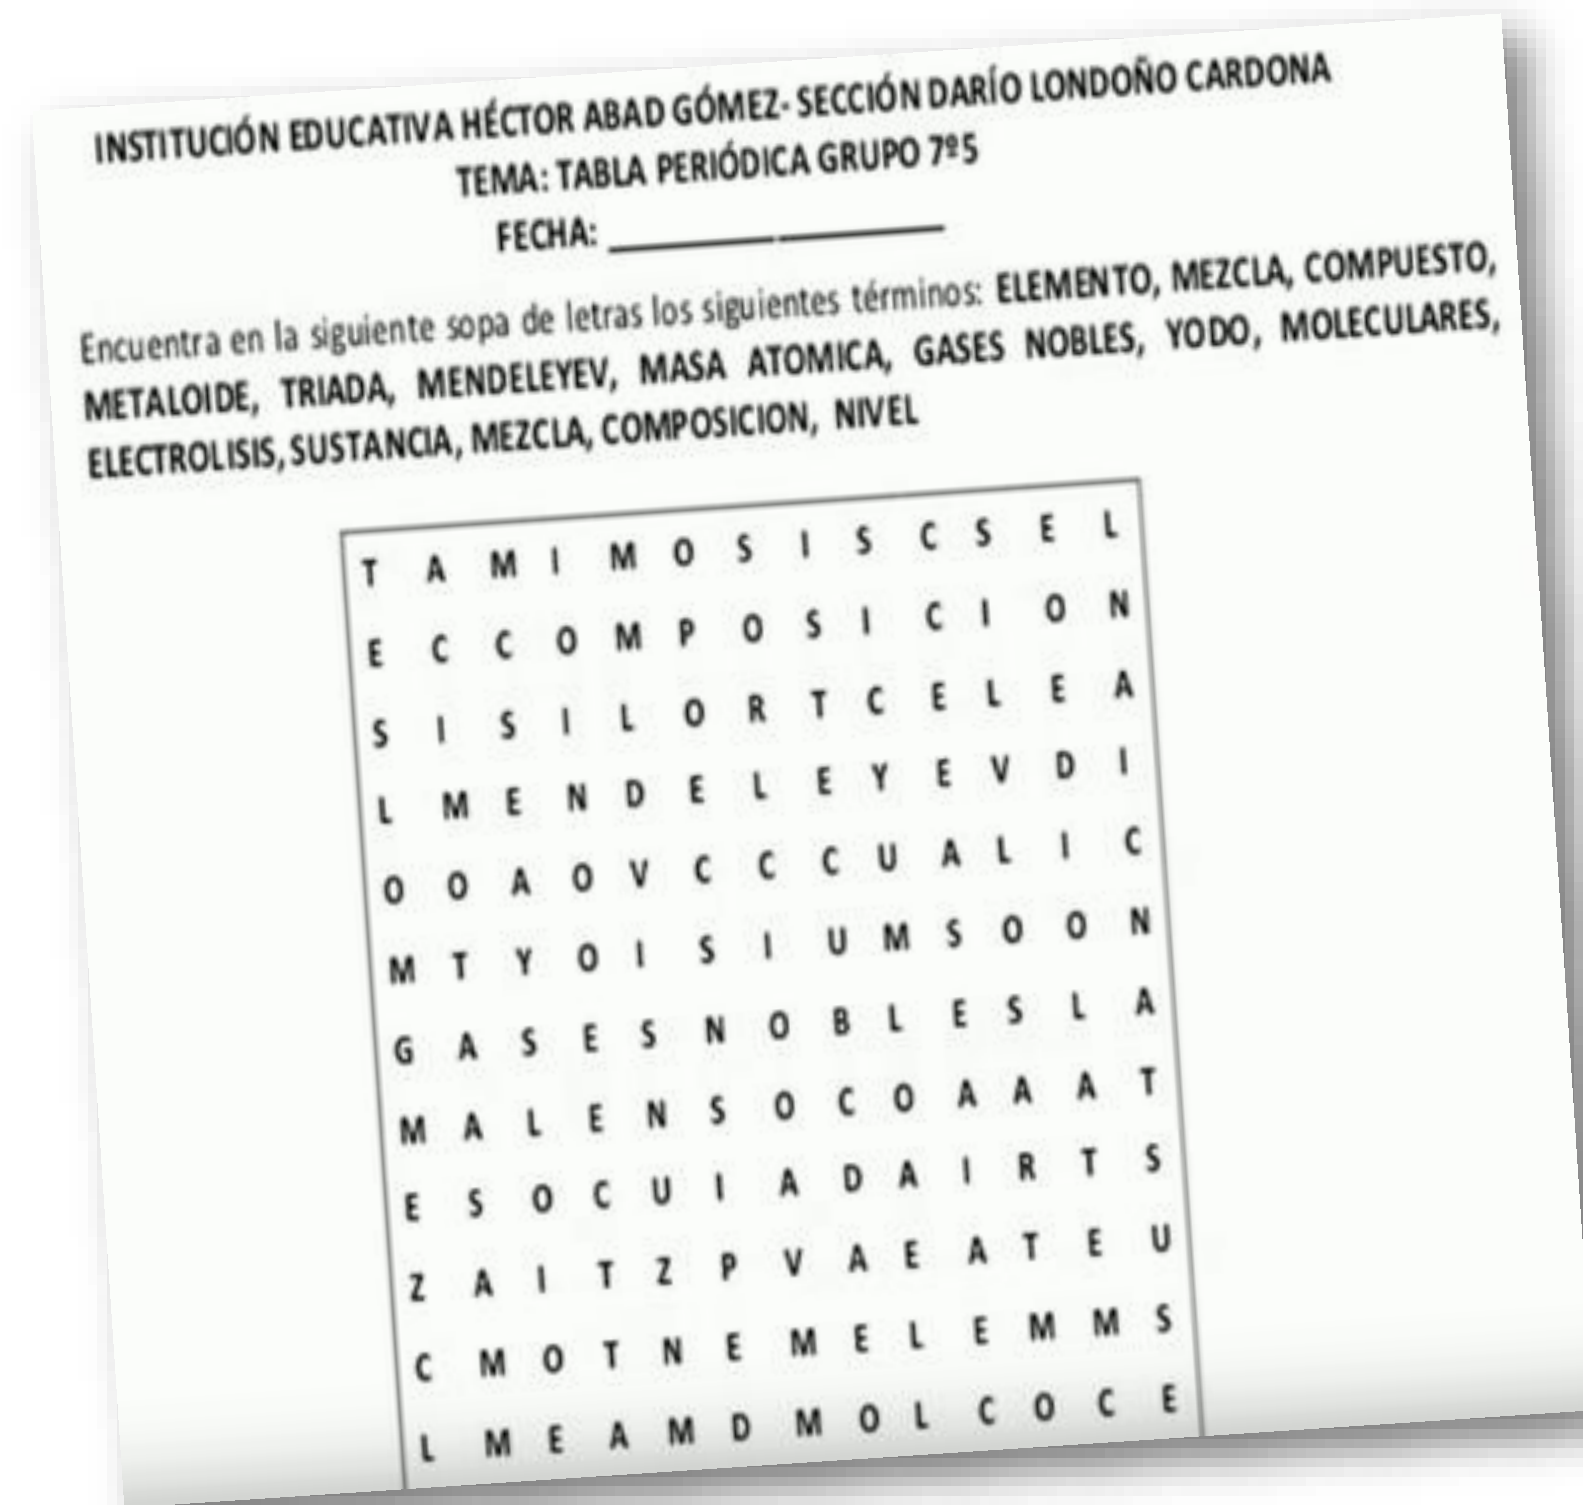 INSTITUCIÓN EDUCATIVA HÉCTOR ABAD GÓMEZ- SECCIÓN DARÍO LONDOÑO CARDONA
TEMA: TABLA PERIÓDICA GRUPO 7º5
FECHA: __________ __________
Encuentra en la siguiente sopa de letras los siguientes términos: ELEMENTO, MEZCLA, COMPUESTO,
METALOIDE, TRIADA, MENDELEYEV, MASA ATOMICA, GASES NOBLES, YODO, MOLECULARES,
ELECTROLISIS, SUSTANCIA, MEZCLA, COMPOSICION, NIVEL
T A M I M O S I S C S E L
E C C O M P O S I C I O N
S I S I L O R T C E L E A
L M E N D E L E Y E V D I
O O A O V C C C U A L I C
M T Y O I S I U M S O O N
G A S E S N O B L E S L A
M A L E N S O C O A A A T
E S O C U I A D A I R T S
Z A I T Z P V A E A T E U
C M O T N E M E L E M M S
L M E A M D M O L C O C E